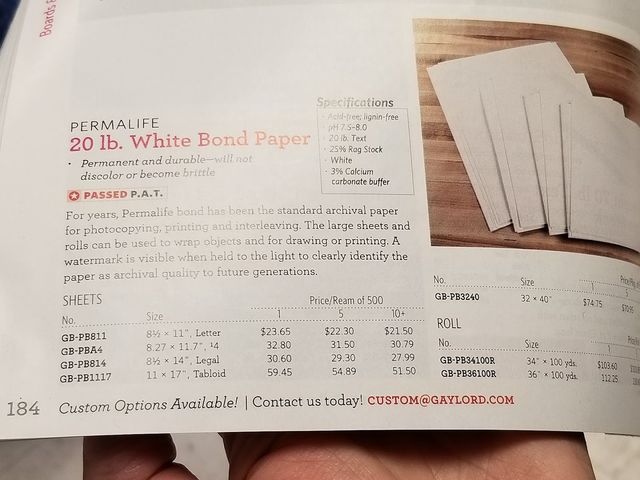 Boards
PERMALIFE
20 lb. White Bond Paper
• Permanent and durable—will not
discolor or become brittle
PASSED P.A.T.
Specifications
• Acid-free; lignin-free
• pH 7.5-8.0
• 20 lb. Text
• 25% Rag Stock
• White
• 3% Calcium
carbonate buffer
For years, Permalife bond has been the standard archival paper
for photocopying, printing and interleaving. The large sheets and
rolls can be used to wrap objects and for drawing or printing. A
watermark is visible when held to the light to clearly identify the
paper as archival quality to future generations.
SHEETS
Price/Ream of 500
No. Size 1 5 10+
GB-PB811 8½ × 11", Letter $23.65 $22.30 $21.50
GB-PBA4 8.27 × 11.7", 32.80 31.50 30.79
GB-PB814 8½ × 14", Legal 30.60 29.30 27.99
GB-PB1117 11 × 17", Tabloid 59.45 54.89 51.50
No. Size 1 5
GB-PB3240 32 × 40" $74.75 $70.95
ROLL
No. Size 1
GB-PB34100R 34" × 100 yds. $103.60
GB-PB36100R 36" × 100 yds. 112.25
184 Custom Options Available! | Contact us today! CUSTOM@GAYLORD.COM